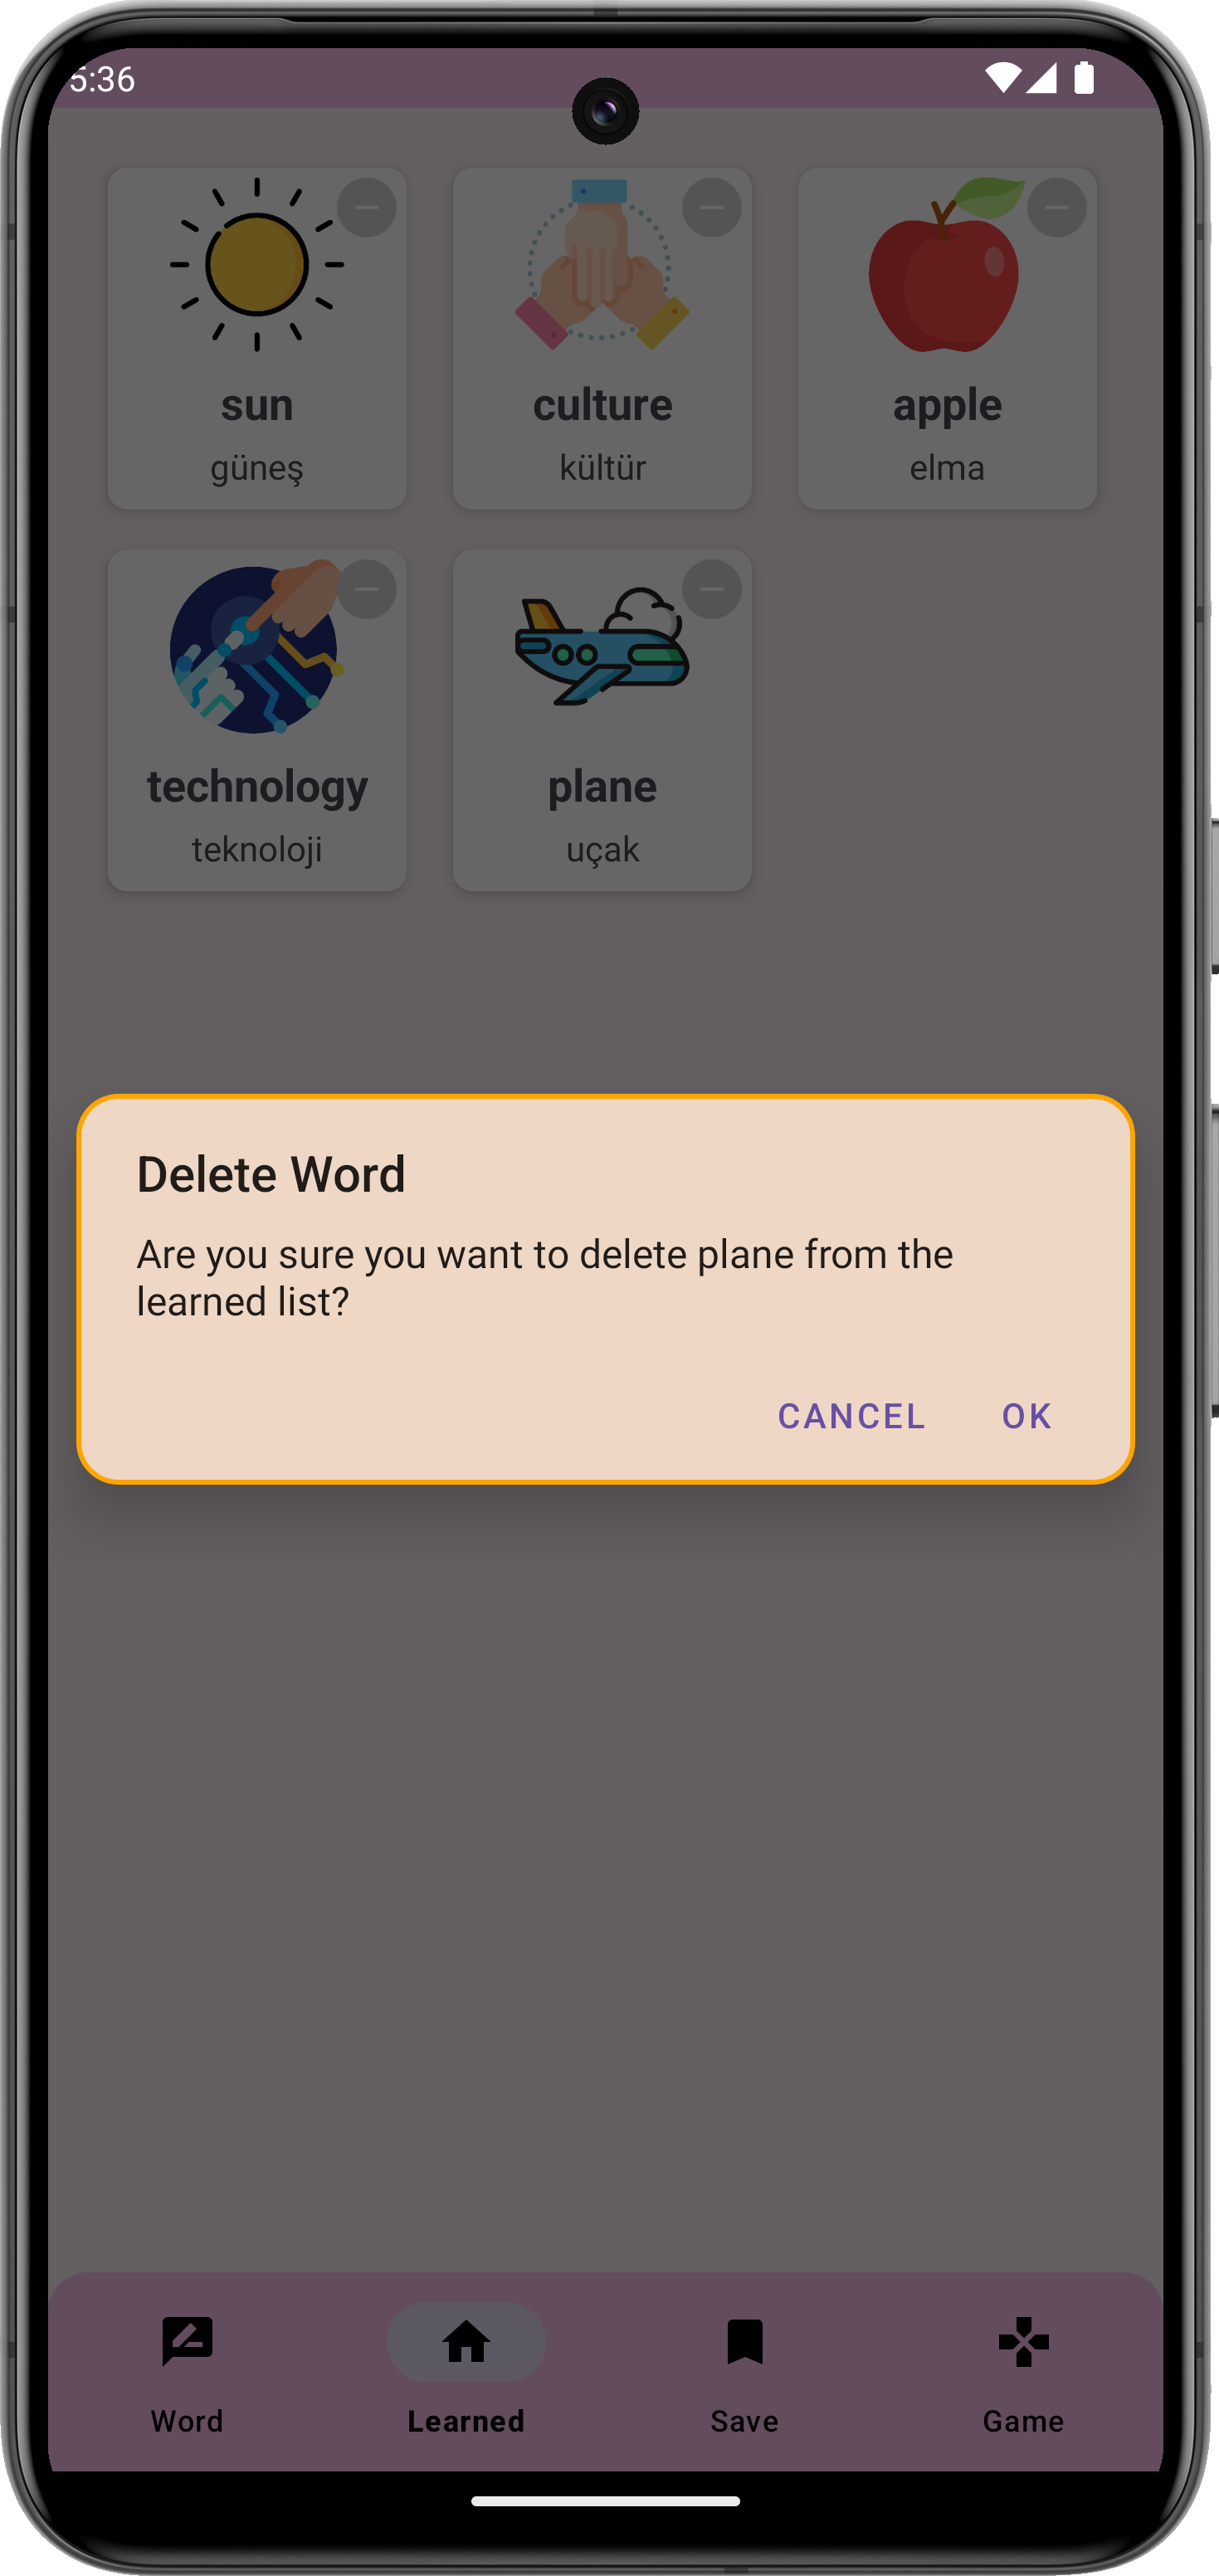 5:36
sun
culture
apple
güneş
kültür
elma
technology
plane
teknoloji
uçak
Delete Word
Are you sure you want to delete plane from the
learned list?
CANCEL
OK
Word
Learned
Save
Game